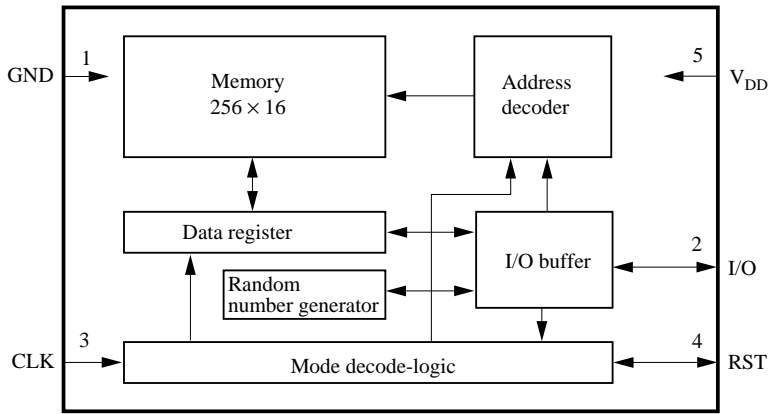 1
GND
Memory
256 × 16
Address
decoder
5
V_DD
Data register
I/O buffer
2
I/O
Random
number generator
3
CLK
Mode decode-logic
4
RST